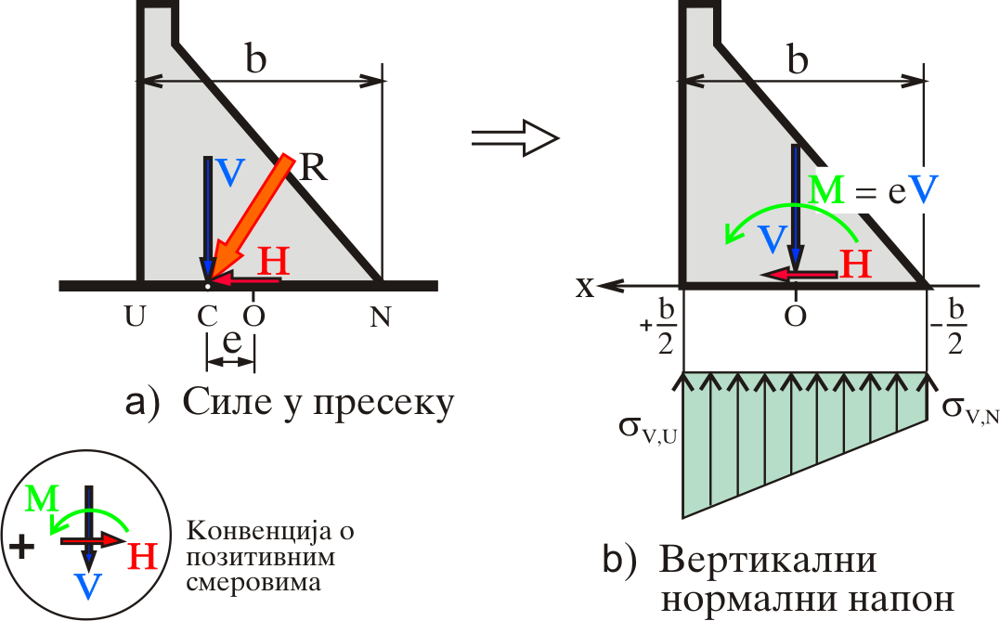 b
R
V
H
U C O N
e
а) Силе у пресеку
M
+
H
V
Конвенција о
позитивним
смеровима
b
M = eV
V
H
x
+b/2
O
-b/2
σV,U
σV,N
b) Вертикални
нормални напон